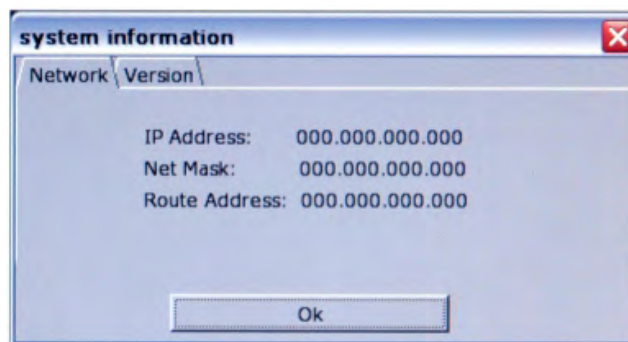 system information
Network Version
IP Address: 000.000.000.000
Net Mask: 000.000.000.000
Route Address: 000.000.000.000
Ok